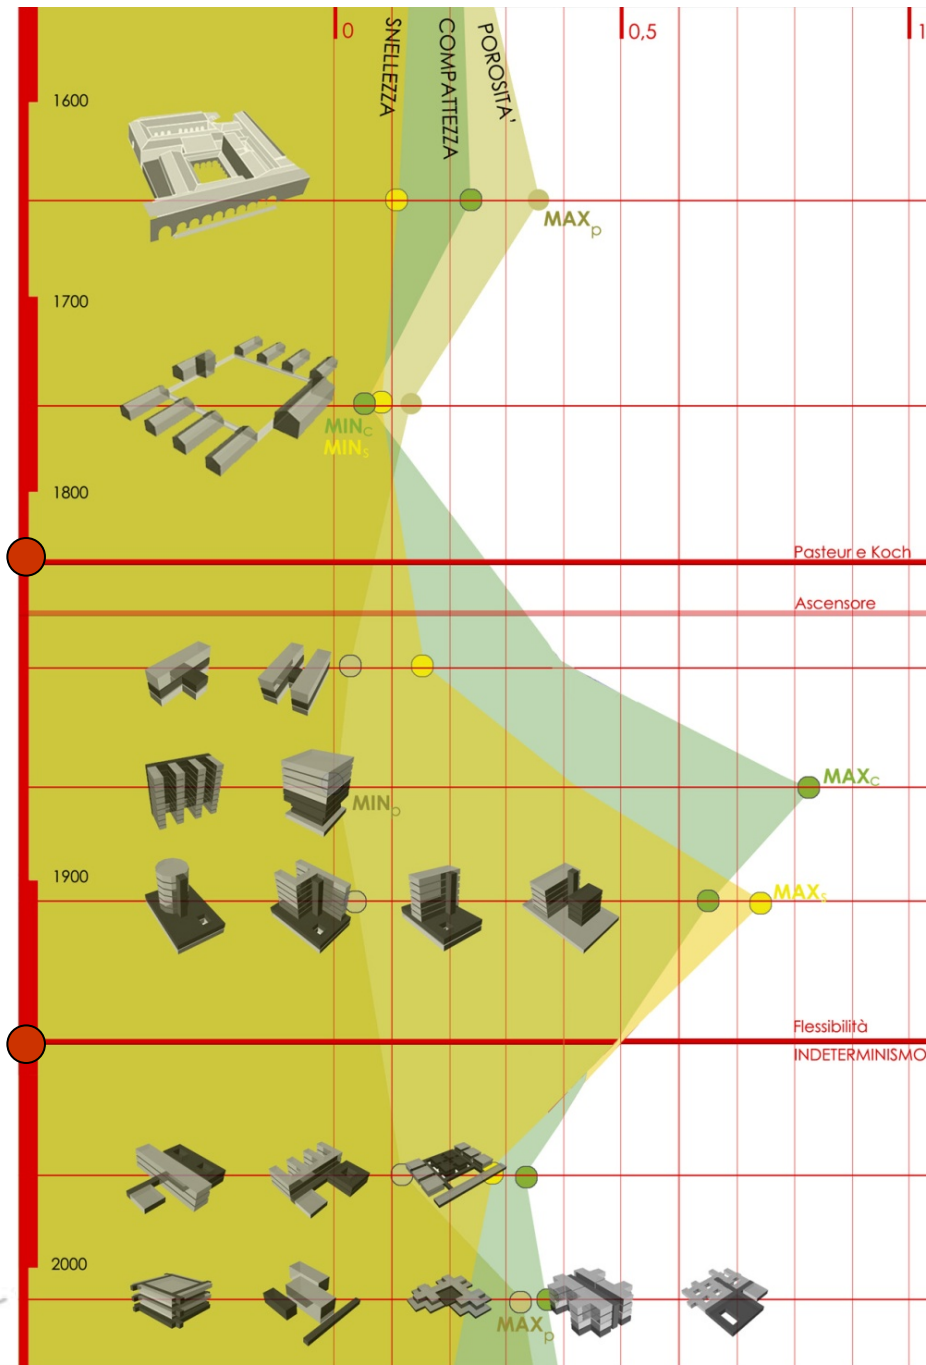 0
0,5
1
SNELLEZZA
COMPATTEZZA
POROSITA'
1600
MAXp
1700
MINc
MINs
1800
Pasteur e Koch
Ascensore
MAXc
MINp
1900
MAXs
Flessibilità
INDETERMINISMO
2000
MAXp